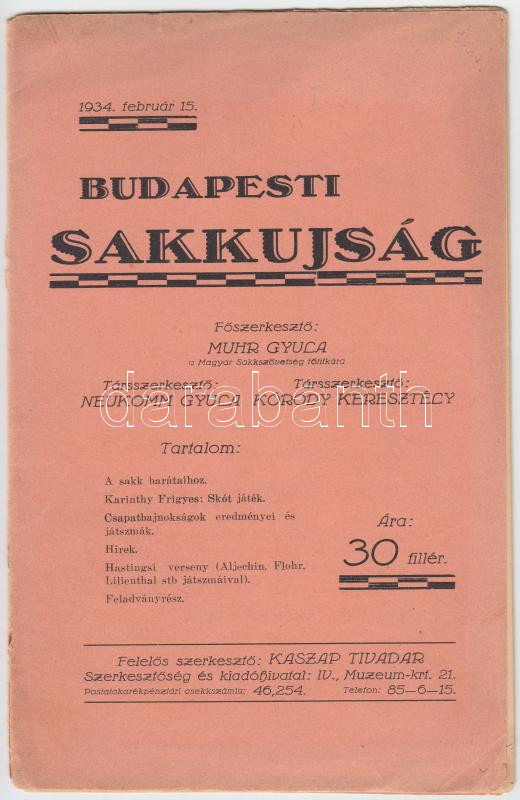 1934. február 15.
BUDAPESTI
SAKKUJSÁG
Főszerkesztő:
MUHR GYULA
a Magyar Sakkszövetség főtitkára
Társszerkesztő: Társszerkesztő:
NEUKOMM GYULA KŐRÖDY KERESZTÉLY
darabanth
Tartalom:
A sakk barátaihoz.
Karinthy Frigyes: Skót játék.
Csapatbajnokságok eredményei és
játszmák.
Hirek.
Hastingsi verseny (Aljechin, Flohr,
Lilienthal stb játszmáival).
Feladványrész.
Ára:
30 fillér.
Felelős szerkesztő: KASZAP TIVADAR
Szerkesztőség és kiadóhivatal: IV., Muzeum-krt. 21.
Postatakarékpénztári csekkszámla: 46,254. Telefon: 85—6—15.